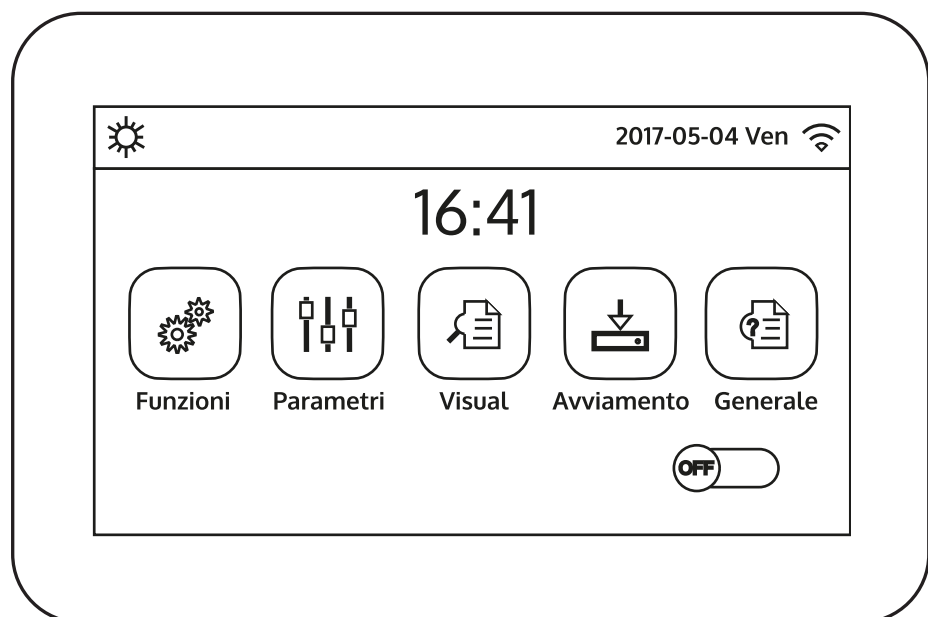 2017-05-04 Ven
16:41
?
Funzioni Parametri Visual Avviamento Generale
OFF